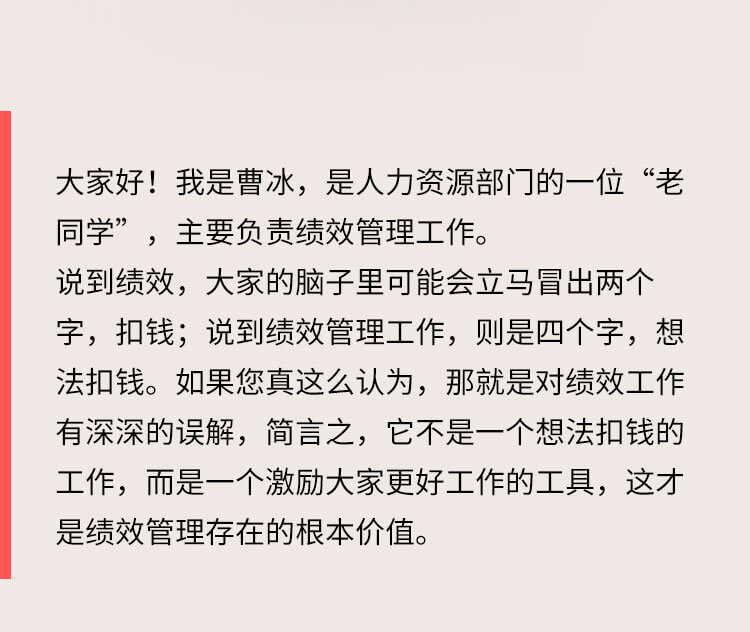 大家好！我是曹冰，是人力资源部门的一位“老
同学”，主要负责绩效管理工作。
说到绩效，大家的脑子里可能会立马冒出两个
字，扣钱；说到绩效管理工作，则是四个字，想
法扣钱。如果您真这么认为，那就是对绩效工作
有深深的误解，简言之，它不是一个想法扣钱的
工作，而是一个激励大家更好工作的工具，这才
是绩效管理存在的根本价值。